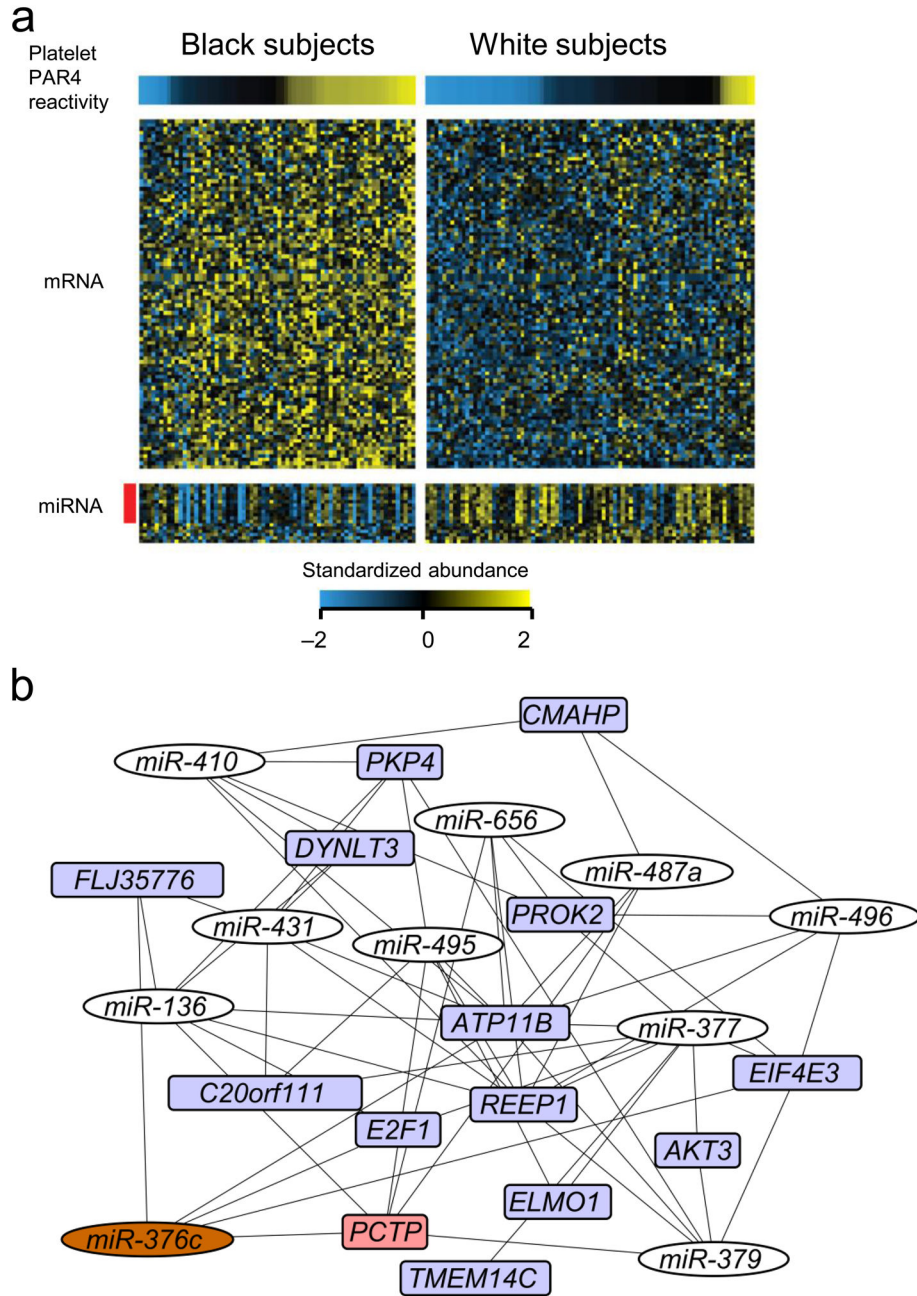 a
Black subjects
White subjects
Platelet
PAR4
reactivity
mRNA
miRNA
Standardized abundance
–2
0
2
b
CMAHP
miR-410
PKP4
miR-656
DYNLT3
miR-487a
FLJ35776
PROK2
miR-496
miR-431
miR-495
miR-136
ATP11B
miR-377
EIF4E3
C20orf111
REEP1
E2F1
AKT3
ELMO1
miR-376c
PCTP
miR-379
TMEM14C